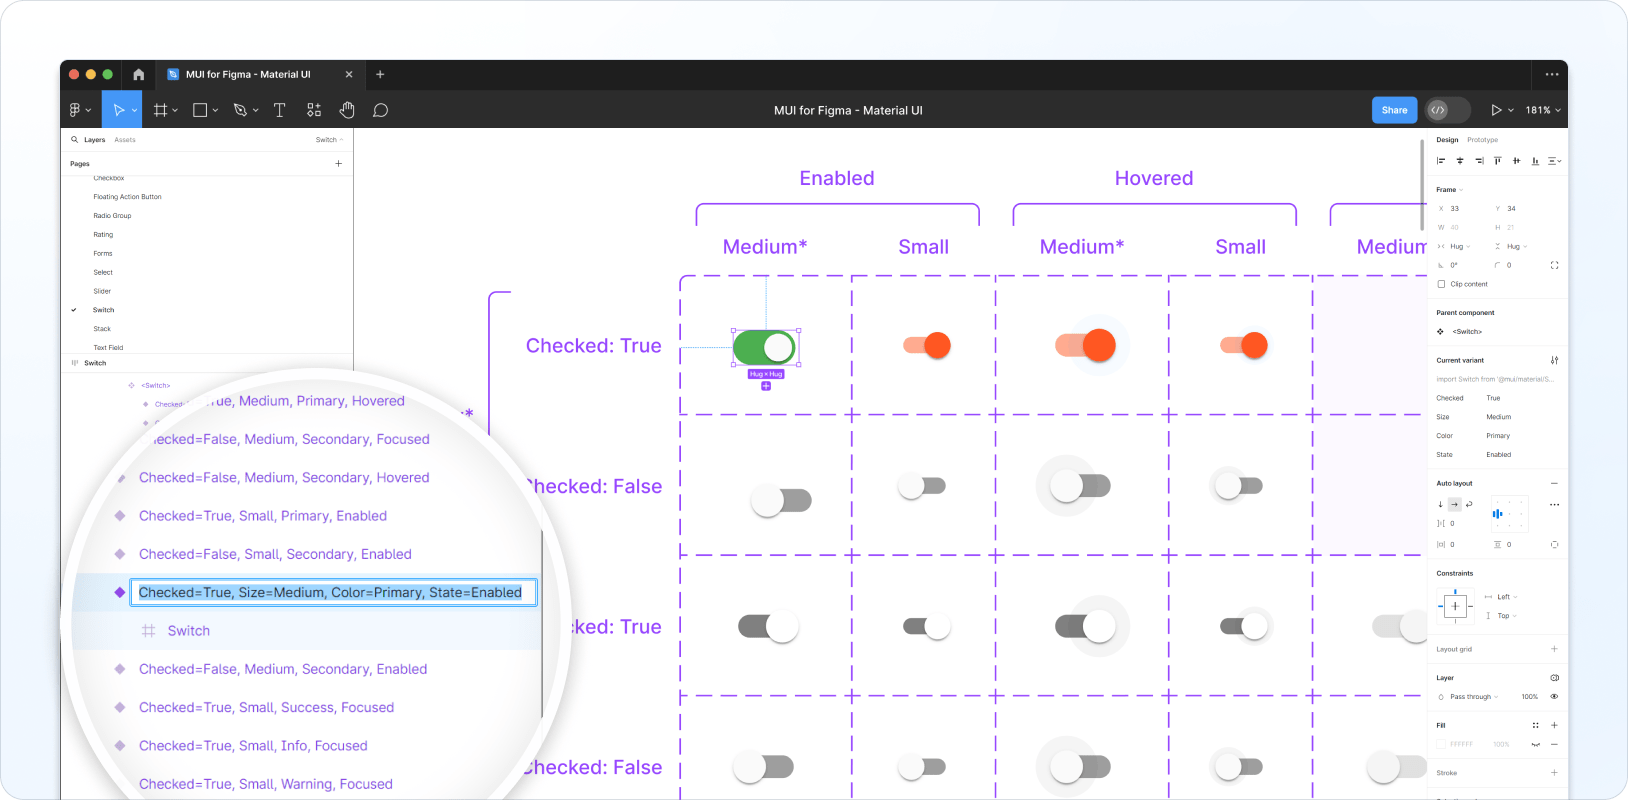 MUI for Figma - Material UI
MUI for Figma - Material UI
Share
181%
Layers
Assets
Switch
Pages
Checkbox
Floating Action Button
Radio Group
Rating
Forms
Select
Slider
Switch
Stack
Text Field
Switch
<Switch>
Checked=
rue, Medium, Primary, Hovered
hecked=False, Medium, Secondary, Focused
Checked=False, Medium, Secondary, Hovered
Checked=True, Small, Primary, Enabled
Checked=False, Small, Secondary, Enabled
Checked=True, Size=Medium, Color=Primary, State=Enabled
Switch
Checked=False, Medium, Secondary, Enabled
Checked=True, Small, Success, Focused
Checked=True, Small, Info, Focused
Checked=True, Small, Warning, Focused
Enabled
Hovered
Medium*
Small
Medium*
Small
Medium
Checked: True
Hug × Hug
Checked: False
cked: True
Checked: False
Design
Prototype
Frame
X 33
Y 34
W 40
H 21
Hug
Hug
0°
0
Clip content
Parent component
<Switch>
Current variant
import Switch from '@mui/material/S...
Checked True
Size Medium
Color Primary
State Enabled
Auto layout
0
0
0
Constraints
Left
Top
Layout grid
Layer
Pass through
100%
Fill
FFFFFF
100%
Stroke